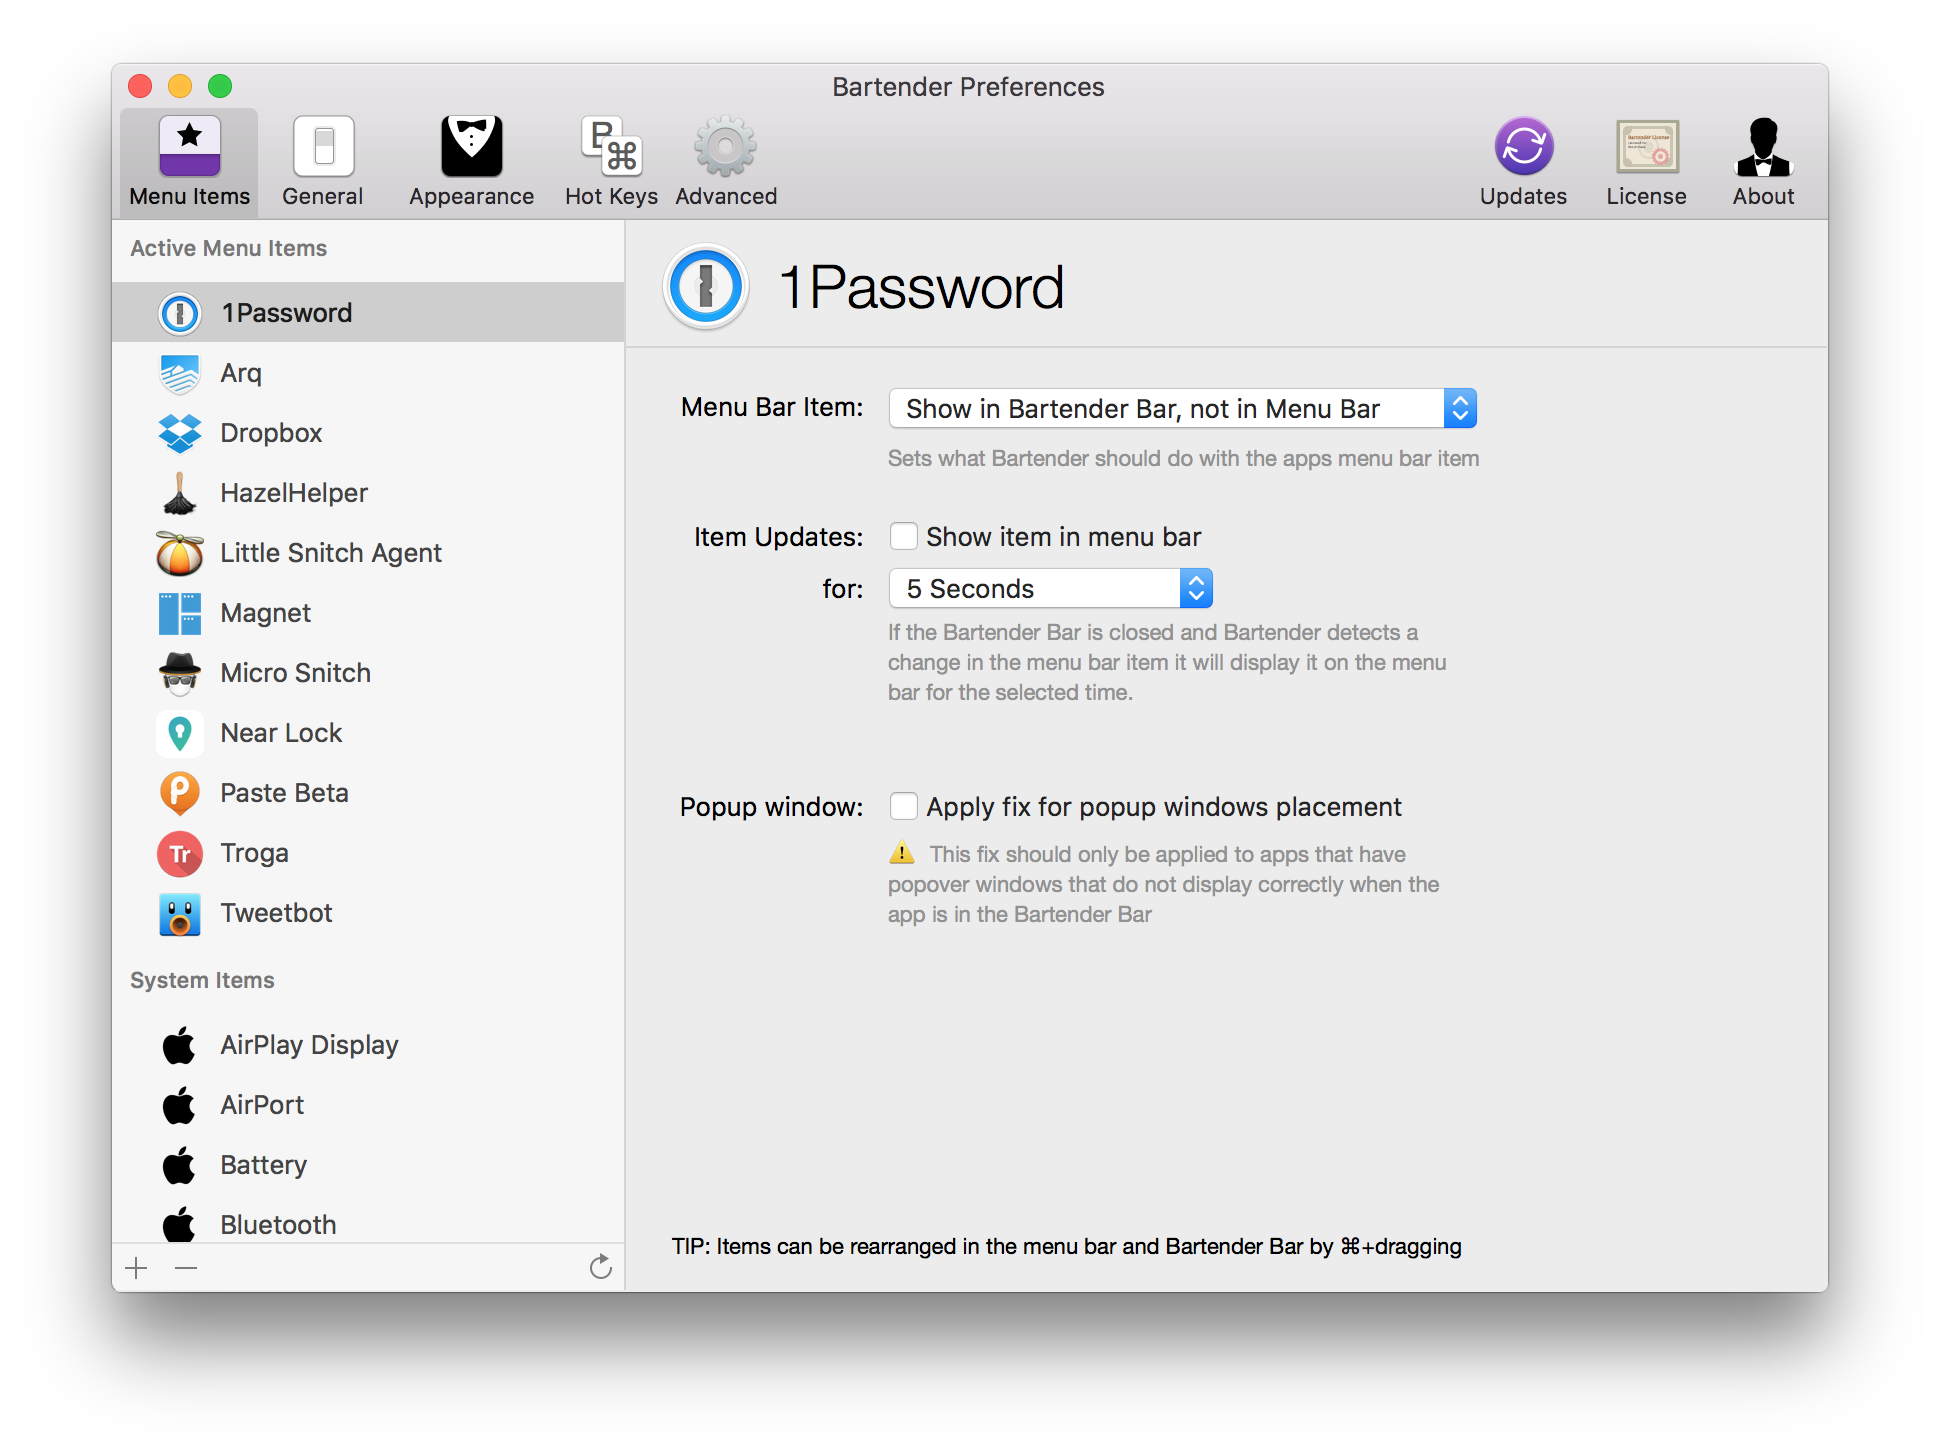 Bartender Preferences
Menu Items
General
Appearance
B
⌘
Hot Keys
Advanced
Updates
Bartender License
License
About
Active Menu Items
1Password
Arq
Dropbox
HazelHelper
Little Snitch Agent
Magnet
Micro Snitch
Near Lock
P
Paste Beta
Tr
Troga
Tweetbot
System Items
AirPlay Display
AirPort
Battery
Bluetooth
1Password
Menu Bar Item: Show in Bartender Bar, not in Menu Bar
Sets what Bartender should do with the apps menu bar item
Item Updates: Show item in menu bar
for: 5 Seconds
If the Bartender Bar is closed and Bartender detects a
change in the menu bar item it will display it on the menu
bar for the selected time.
Popup window: Apply fix for popup windows placement
This fix should only be applied to apps that have
popover windows that do not display correctly when the
app is in the Bartender Bar
TIP: Items can be rearranged in the menu bar and Bartender Bar by ⌘+dragging